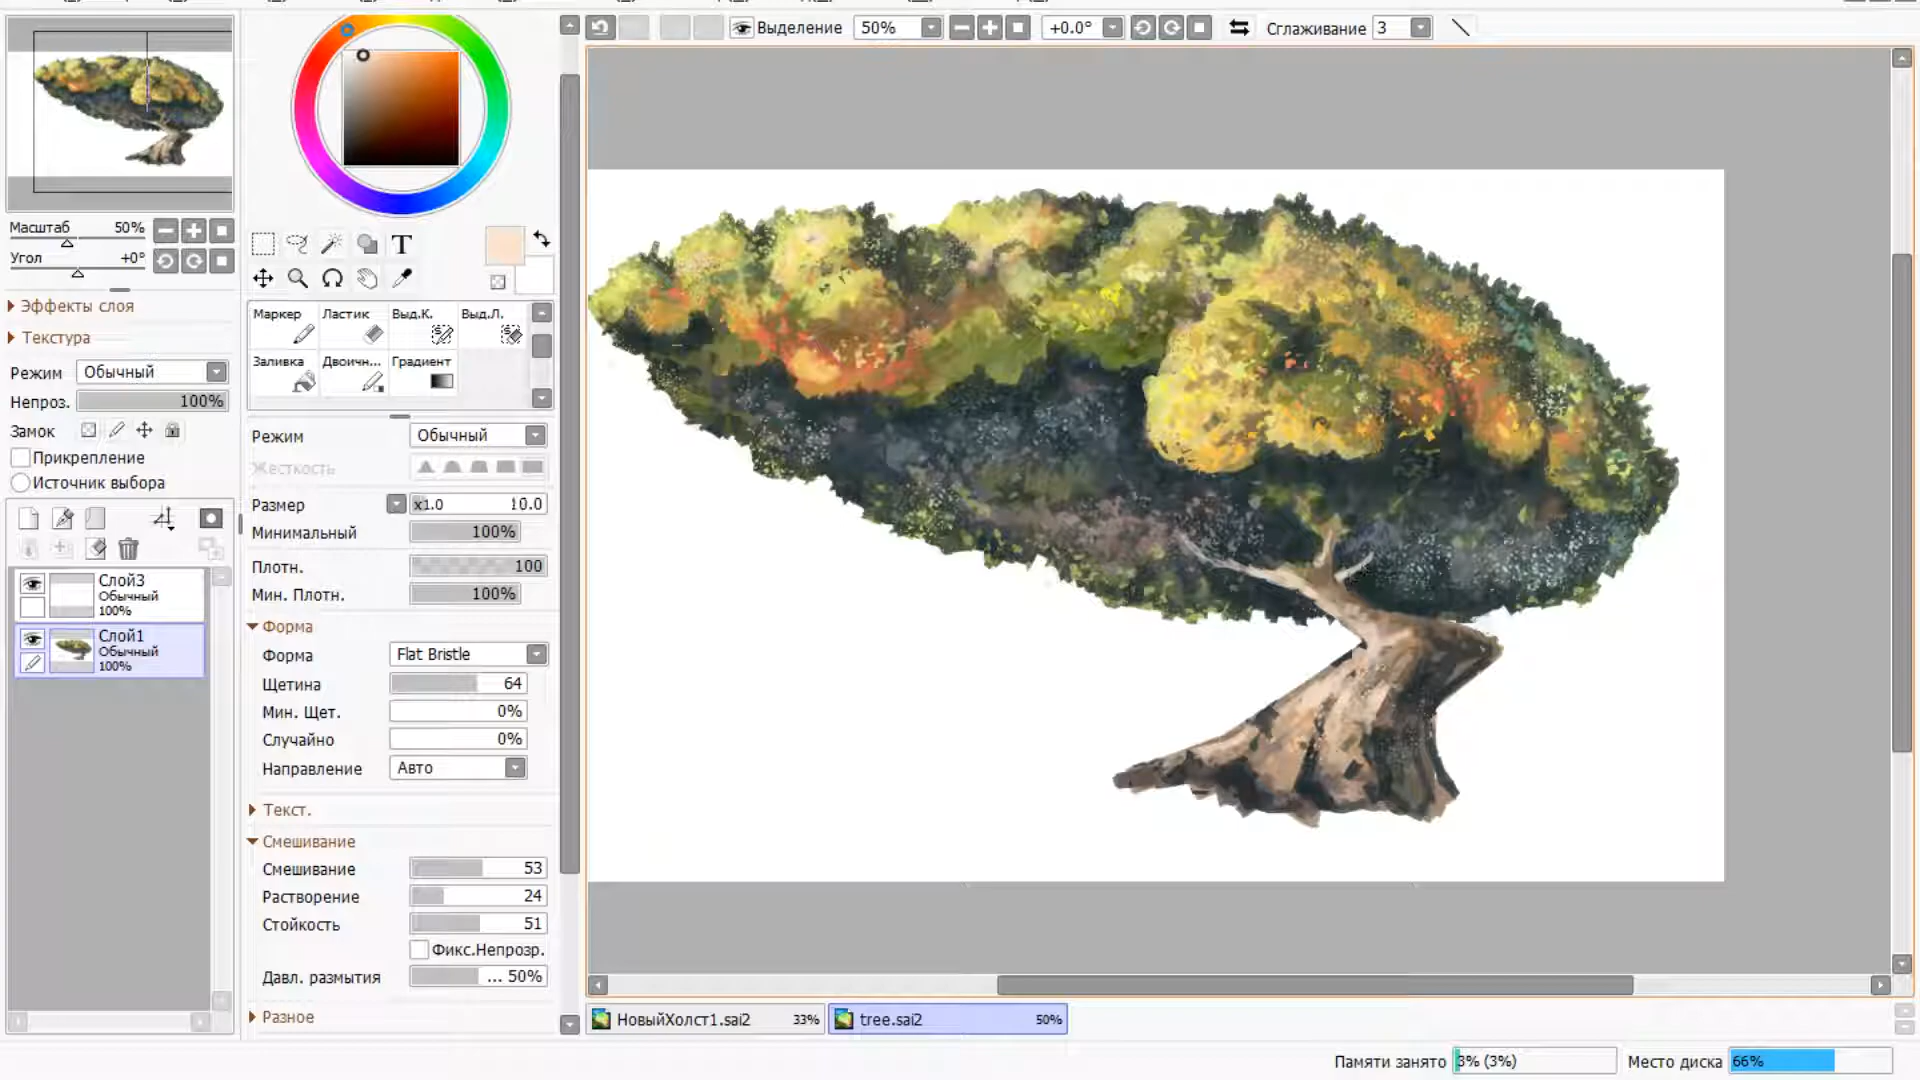 Выделение 50% +0.0° Сглаживание 3
Масштаб 50%
Угол +0°
Эффекты слоя
Текстура
Режим Обычный
Непроз. 100%
Замок
Прикрепление
Источник выбора
Слой3
Обычный
100%
Слой1
Обычный
100%
T
Маркер Ластик Выд.К. Выд.Л.
Заливка Двоичн... Градиент
Режим Обычный
Жесткость
Размер x1.0 10.0
Минимальный 100%
Плотн. 100
Мин. Плотн. 100%
Форма
Форма Flat Bristle
Щетина 64
Мин. Щет. 0%
Случайно 0%
Направление Авто
Текст.
Смешивание
Смешивание 53
Растворение 24
Стойкость 51
Фикс.Непрозр.
Давл. размытия ... 50%
Разное
НовыйХолст1.sai2 33% tree.sai2 50%
Памяти занято 3% (3%) Место диска 66%